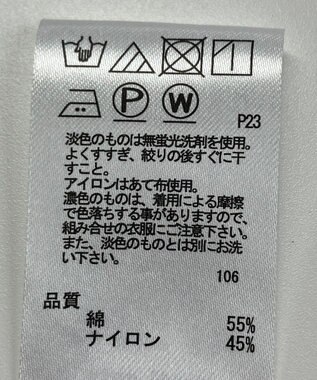 P
W
P23
淡色のものは無蛍光洗剤を使用。
よくすすぎ、絞りの後すぐに干
すこと。
アイロンはあて布使用。
濃色のものは、着用による摩擦
で色落ちする事がありますので、
組み合せの衣服にご注意下さい。
また、淡色のものとは別にお洗
い下さい。
106
品質
綿 55%
ナイロン 45%